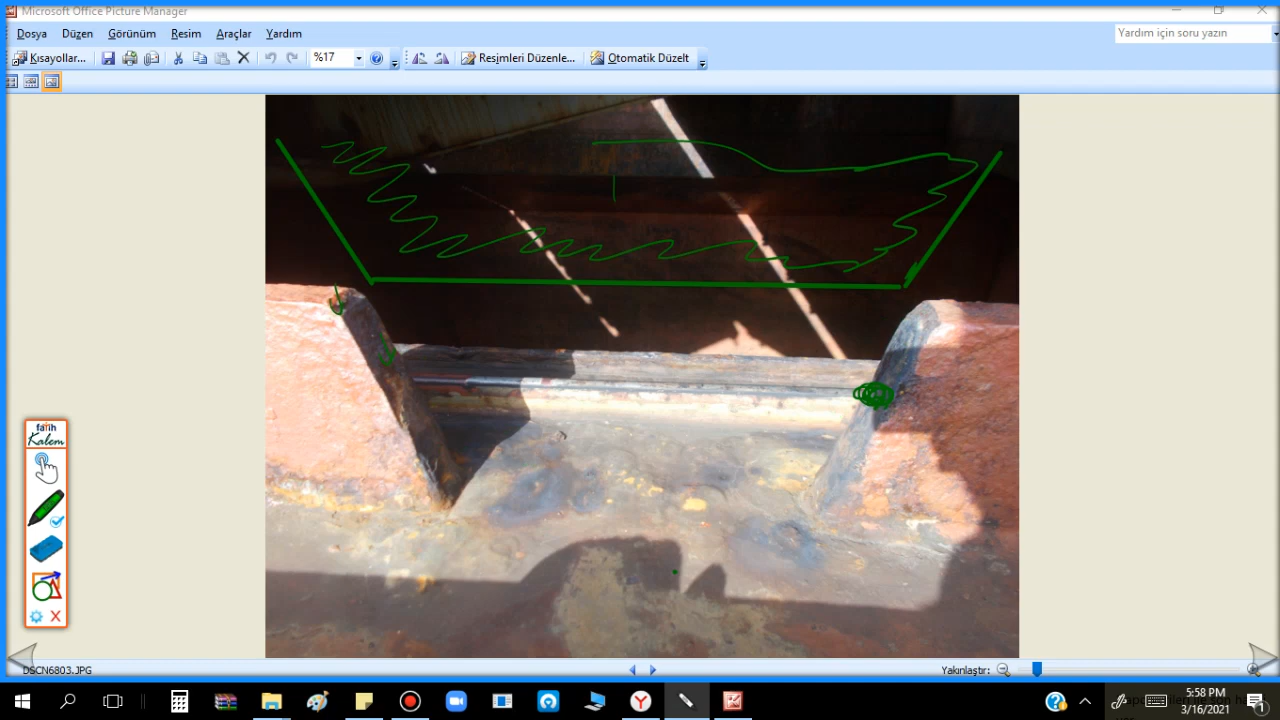 Microsoft Office Picture Manager
Dosya Düzen Görünüm Resim Araçlar Yardım
Yardım için soru yazın
Kısayollar... %17 Resimleri Düzenle... Otomatik Düzelt
fatih
Kalem
DSCN6803.JPG
Yakınlaştır:
5:58 PM
3/16/2021